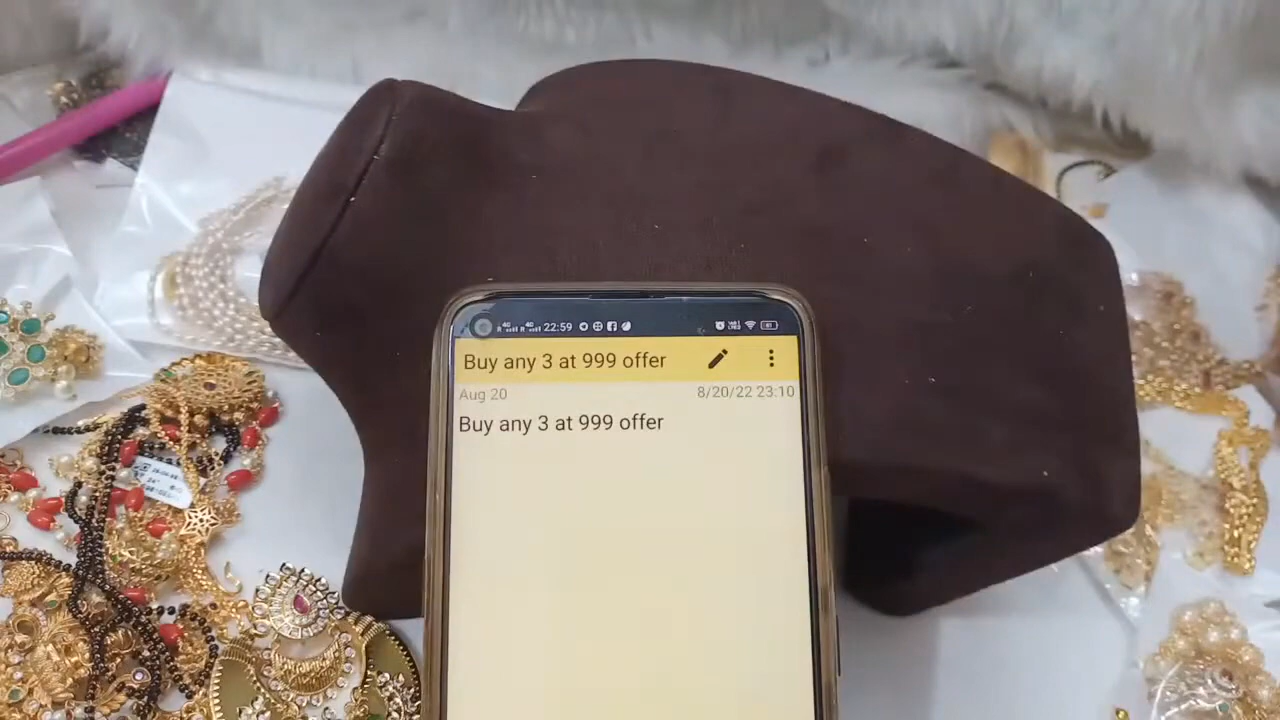 22:59
Buy any 3 at 999 offer
Aug 20
8/20/22 23:10
Buy any 3 at 999 offer